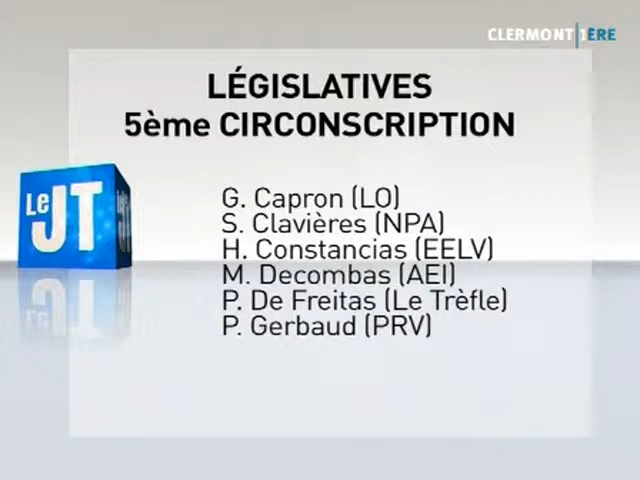 CLERMONT 1ÈRE
LÉGISLATIVES
5ème CIRCONSCRIPTION
Le JT
G. Capron (LO)
S. Clavières (NPA)
H. Constancias (EELV)
M. Decombas (AEI)
P. De Freitas (Le Trèfle)
P. Gerbaud (PRV)